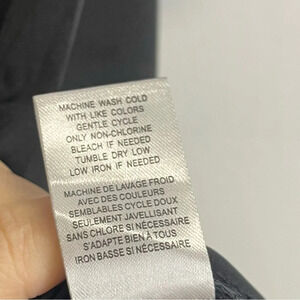 MACHINE WASH COLD
WITH LIKE COLORS
GENTLE CYCLE
ONLY NON-CHLORINE
BLEACH IF NEEDED
TUMBLE DRY LOW
LOW IRON IF NEEDED
MACHINE DE LAVAGE FROID
AVEC DES COULEURS
SEMBLABLES CYCLE DOUX
SEULEMENT JAVELLISANT
SANS CHLORE SI NÉCESSAIRE
S'ADAPTE BIEN À TOUS
IRON BASSE SI NÉCESSAIRE